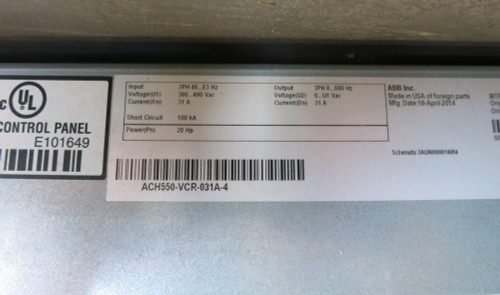 c UL
CONTROL PANEL
E101649
Input 3PH 48...63 Hz
Voltage(U1) 380...480 Vac
Current(I1n) 31 A
Short Circuit 100 kA
Power(Pn) 20 Hp
Output 3PH 0...500 Hz
Voltage(U2) 0...U1 Vac
Current(I2n) 31 A
ABB Inc.
Made in USA of foreign parts
Mfg. Date:16-April-2014
Schematic
ACH550-VCR-031A-4